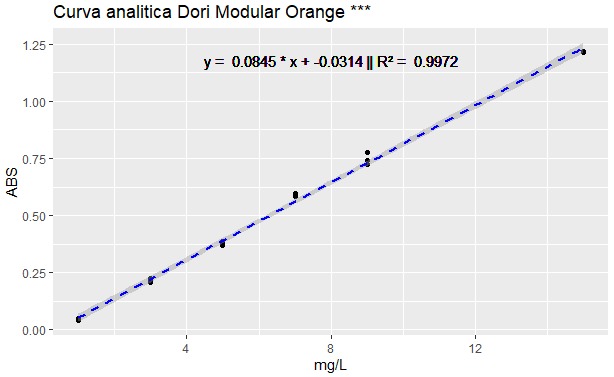 Curva analitica Dori Modular Orange ***
y = 0.0845 * x + -0.0314 || R² = 0.9972
1.25
1.00
0.75
0.50
0.25
0.00
ABS
4 8 12
mg/L